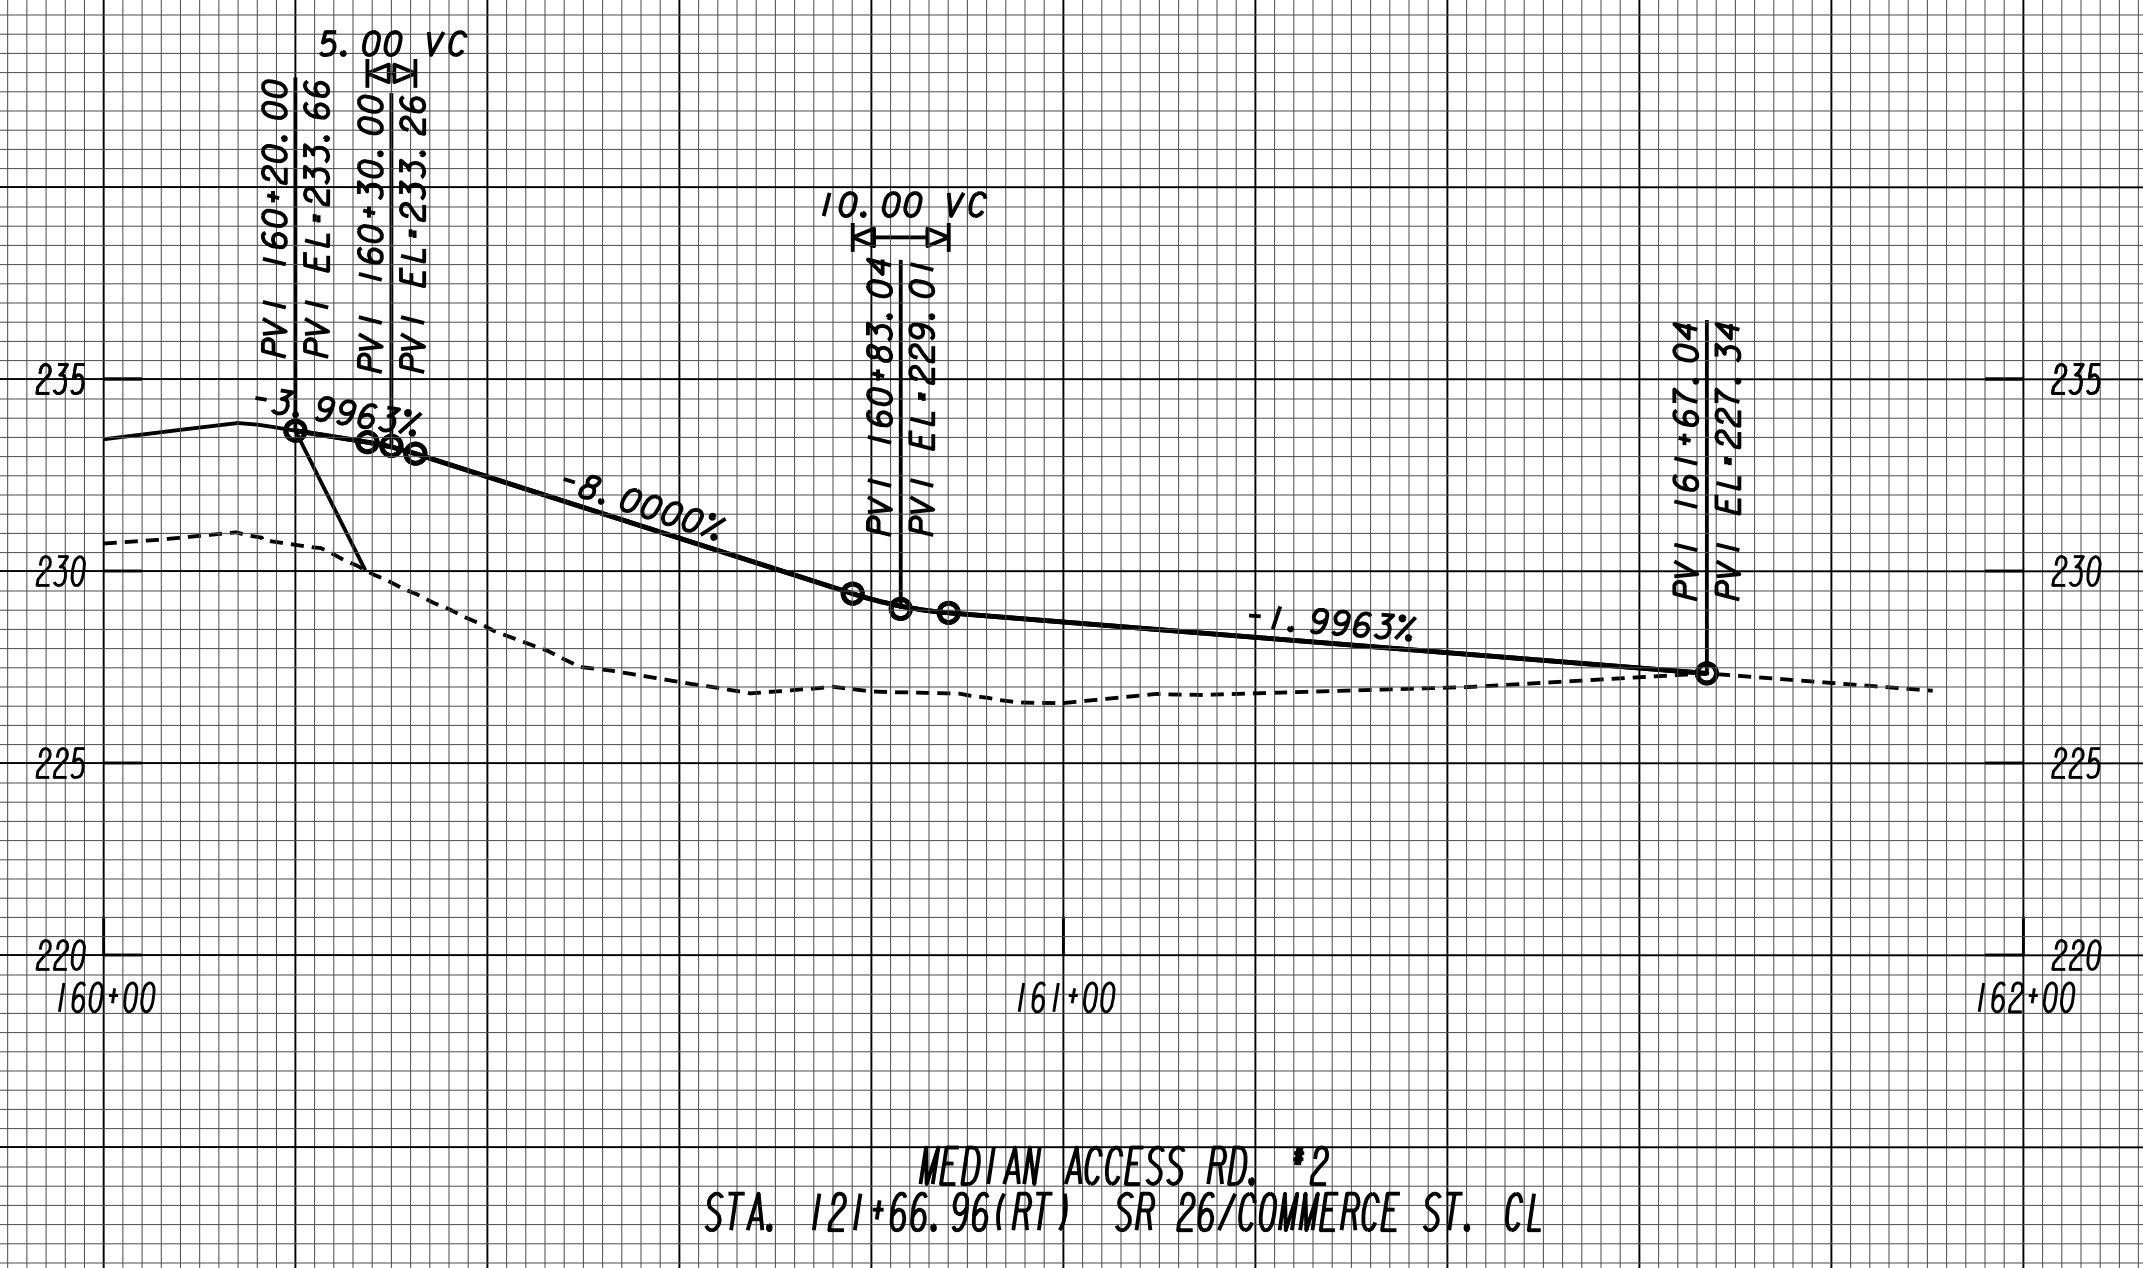 5.00 VC
PVI 160+20.00
PVI EL.233.66
PVI 160+30.00
PVI EL.233.26
10.00 VC
PVI 160+83.04
PVI EL.229.01
PVI 161+67.04
PVI EL.227.34
235
235
-3.9963%
-8.0000%
230
230
-1.9963%
225
225
220
220
160+00
161+00
162+00
MEDIAN ACCESS RD. #2
STA. 121+66.96(RT) SR 26/COMMERCE ST. CL